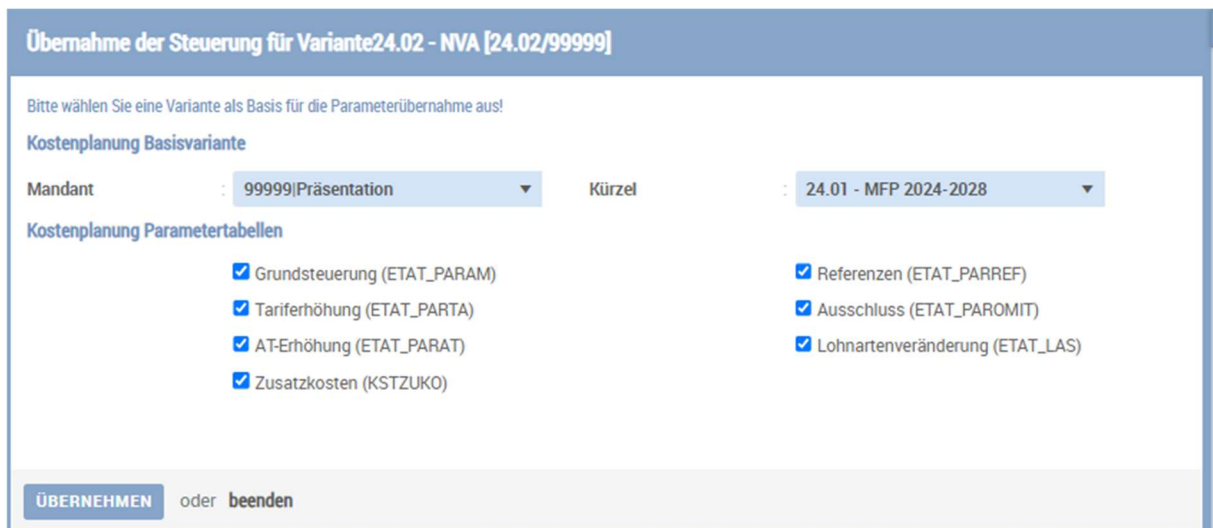 Übernahme der Steuerung für Variante24.02 - NVA [24.02/99999]
Bitte wählen Sie eine Variante als Basis für die Parameterübernahme aus!
Kostenplanung Basisvariante
Mandant : 99999|Präsentation Kürzel : 24.01 - MFP 2024-2028
Kostenplanung Parametertabellen
Grundsteuerung (ETAT_PARAM) Referenzen (ETAT_PARREF)
Tariferhöhung (ETAT_PARTA) Ausschluss (ETAT_PAROMIT)
AT-Erhöhung (ETAT_PARAT) Lohnartenveränderung (ETAT_LAS)
Zusatzkosten (KSTZUKO)
ÜBERNEHMEN oder beenden